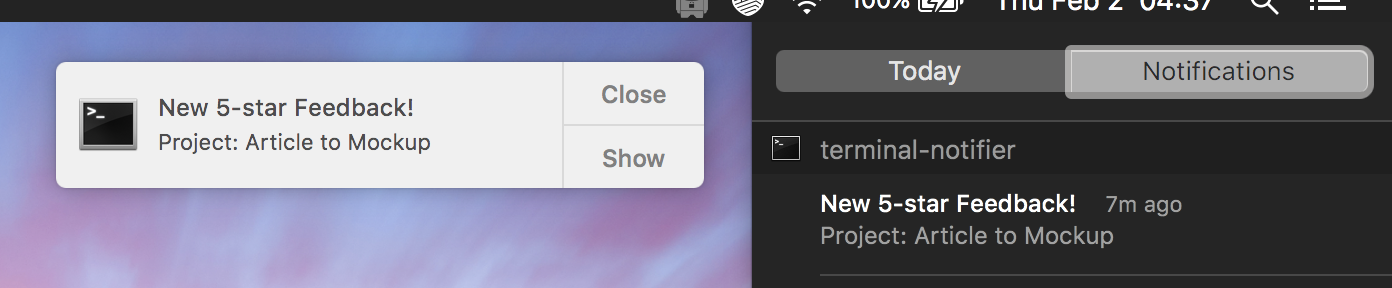 100% Thu Feb 2 04:37
New 5-star Feedback!
Project: Article to Mockup
Close
Show
Today
Notifications
terminal-notifier
New 5-star Feedback! 7m ago
Project: Article to Mockup